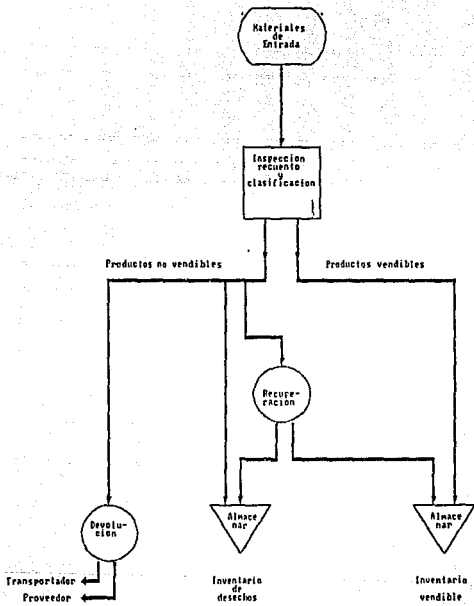 Materiales
de
Entrada
Inspeccion
recuento
y
clasificacion
Productos no vendibles
Productos vendibles
Recupe-
racion
Devolu-
cion
Almace
nar
Almace
nar
Transportador
Proveedor
Inventario
de
desechos
Inventario
vendible